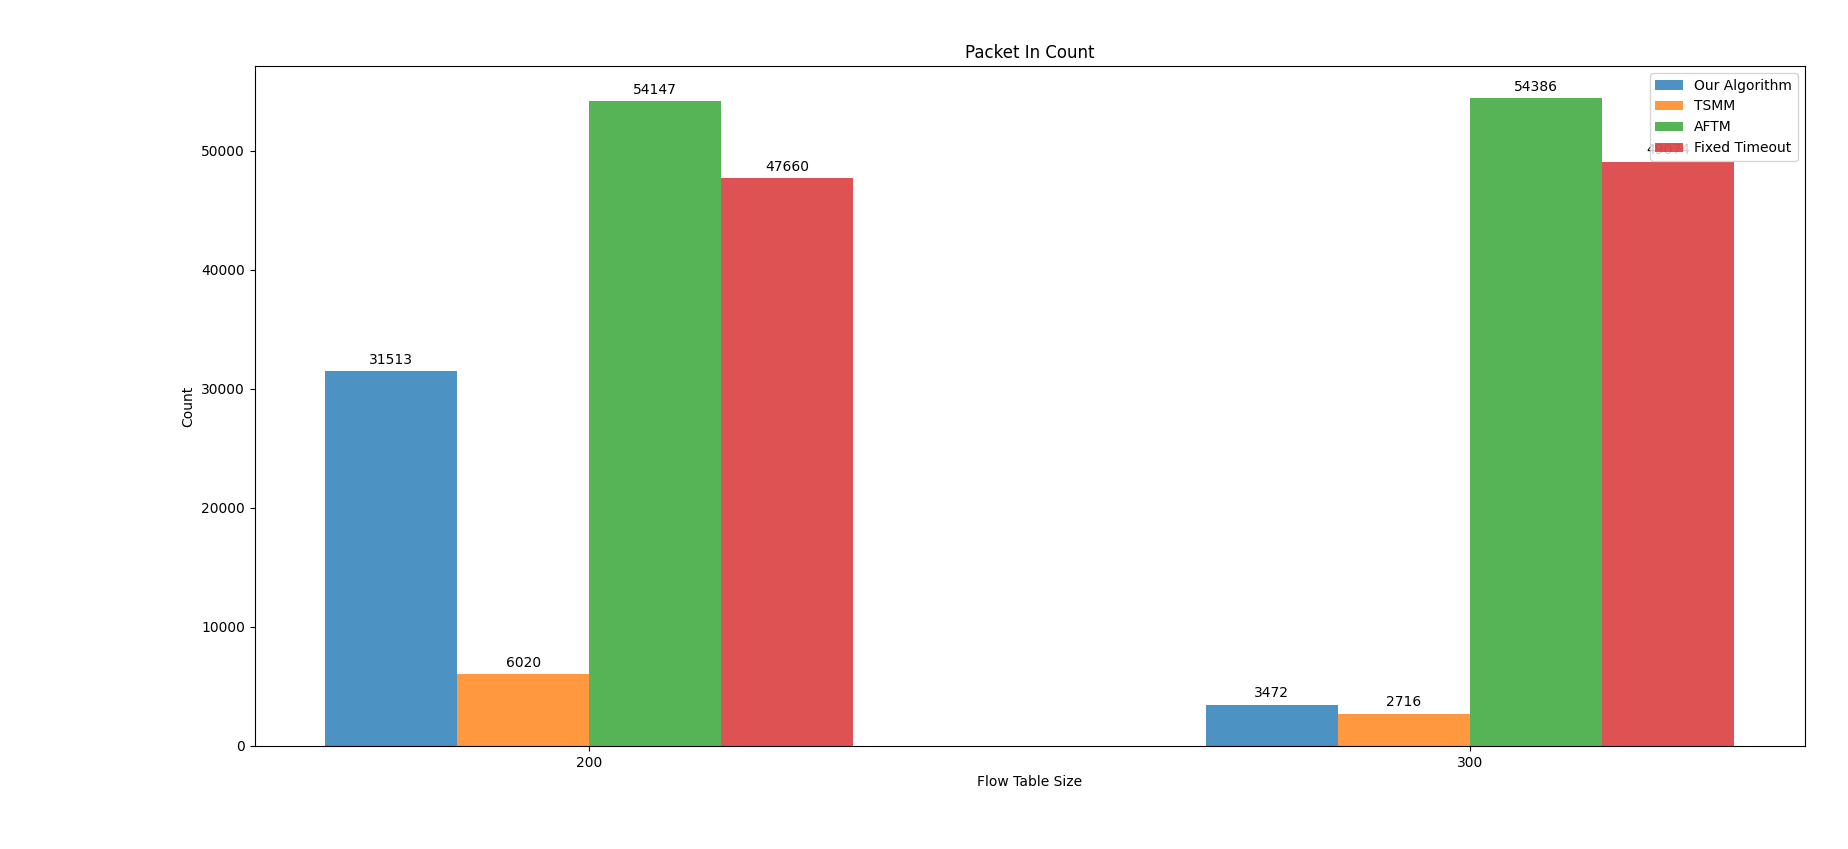 Packet In Count
54147
54386
Our Algorithm
TSMM
AFTM
Fixed Timeout
47660
31513
6020
3472
2716
50000
40000
30000
20000
10000
0
Count
200
300
Flow Table Size